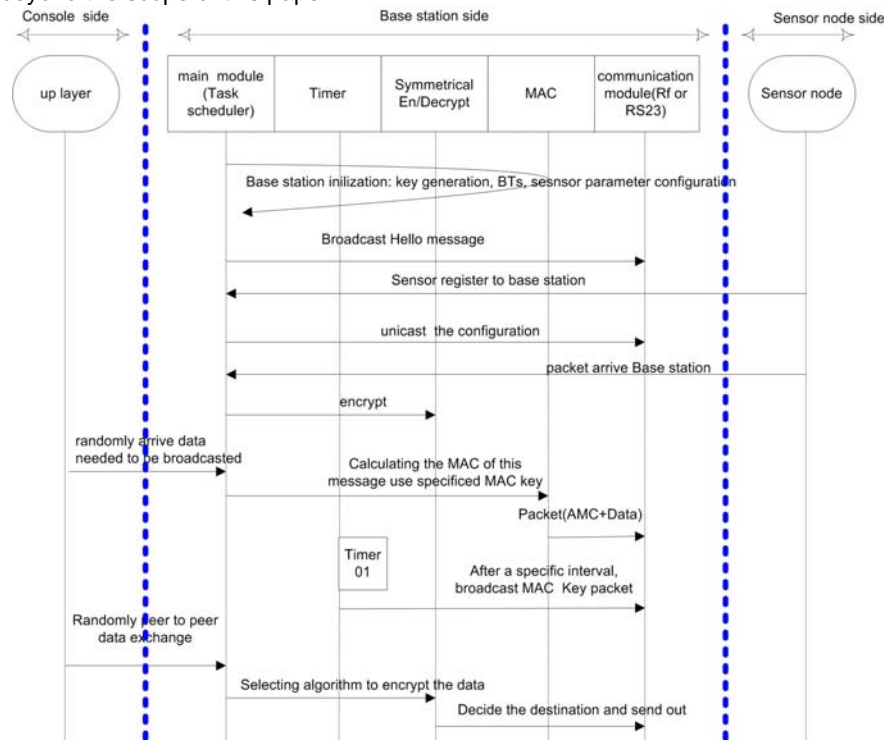 Console side
Base station side
Sensor node side
up layer
main module
(Task
scheduler)
Timer
Symmetrical
En/Decrypt
MAC
communication
module(Rf or
RS23)
Sensor node
Base station inilization: key generation, BTs, sesnsor parameter configuration
Broadcast Hello message
Sensor register to base station
unicast the configuration
packet arrive Base station
encrypt
randomly arrive data
needed to be broadcasted
Calculating the MAC of this
message use specificed MAC key
Packet(AMC+Data)
Timer
01
After a specific interval,
broadcast MAC Key packet
Randomly peer to peer
data exchange
Selecting algorithm to encrypt the data
Decide the destination and send out